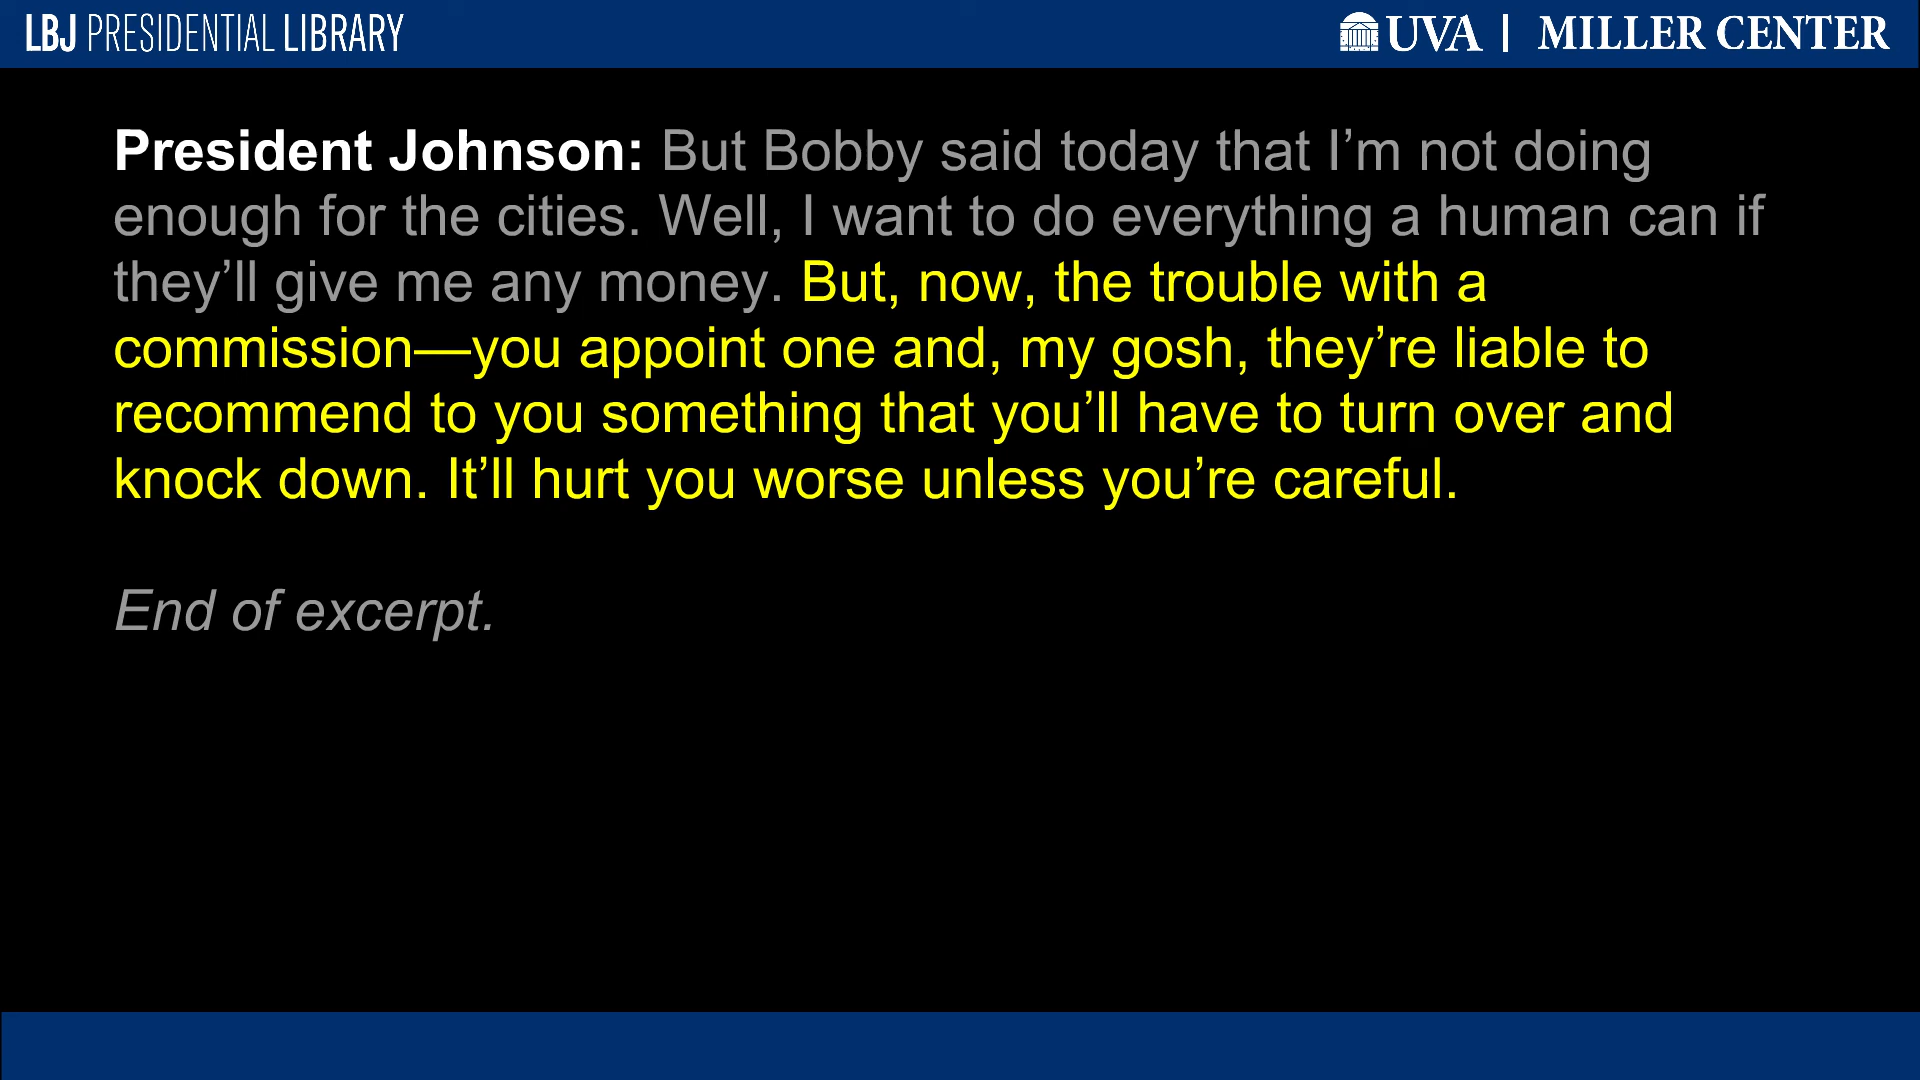 LBJ PRESIDENTIAL LIBRARY
UVA | MILLER CENTER
President Johnson: But Bobby said today that I’m not doing
enough for the cities. Well, I want to do everything a human can if
they’ll give me any money. But, now, the trouble with a
commission—you appoint one and, my gosh, they’re liable to
recommend to you something that you’ll have to turn over and
knock down. It’ll hurt you worse unless you’re careful.
End of excerpt.